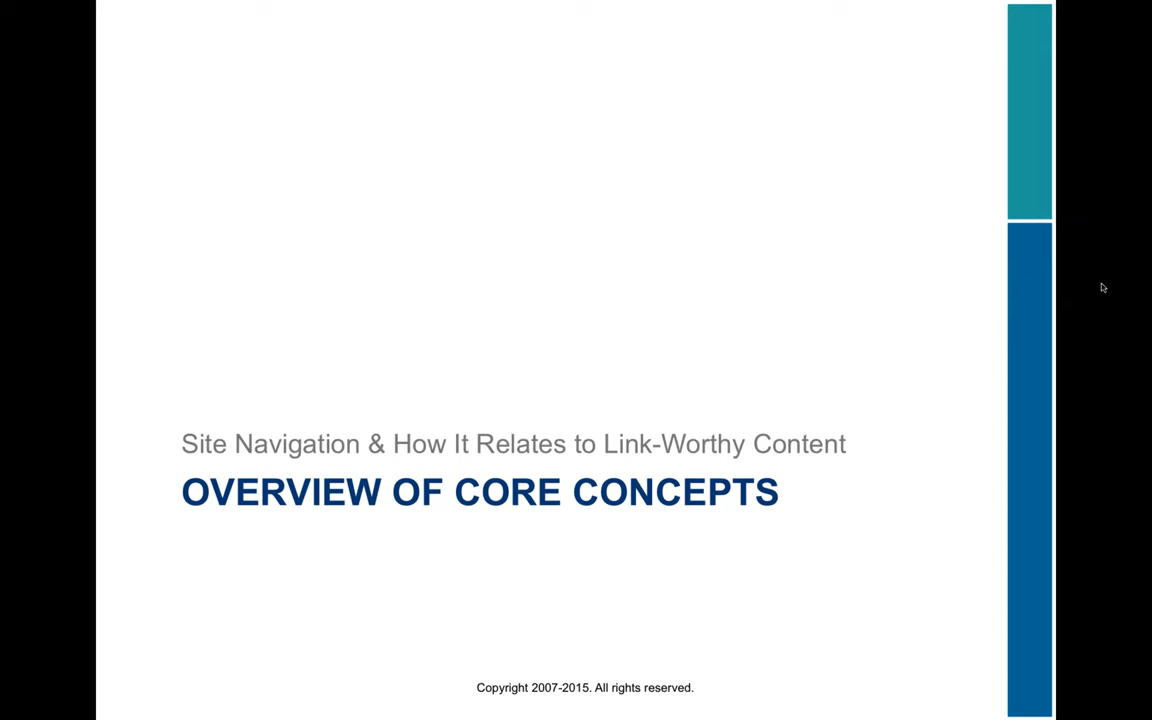 Site Navigation & How It Relates to Link-Worthy Content
OVERVIEW OF CORE CONCEPTS
Copyright 2007-2015. All rights reserved.